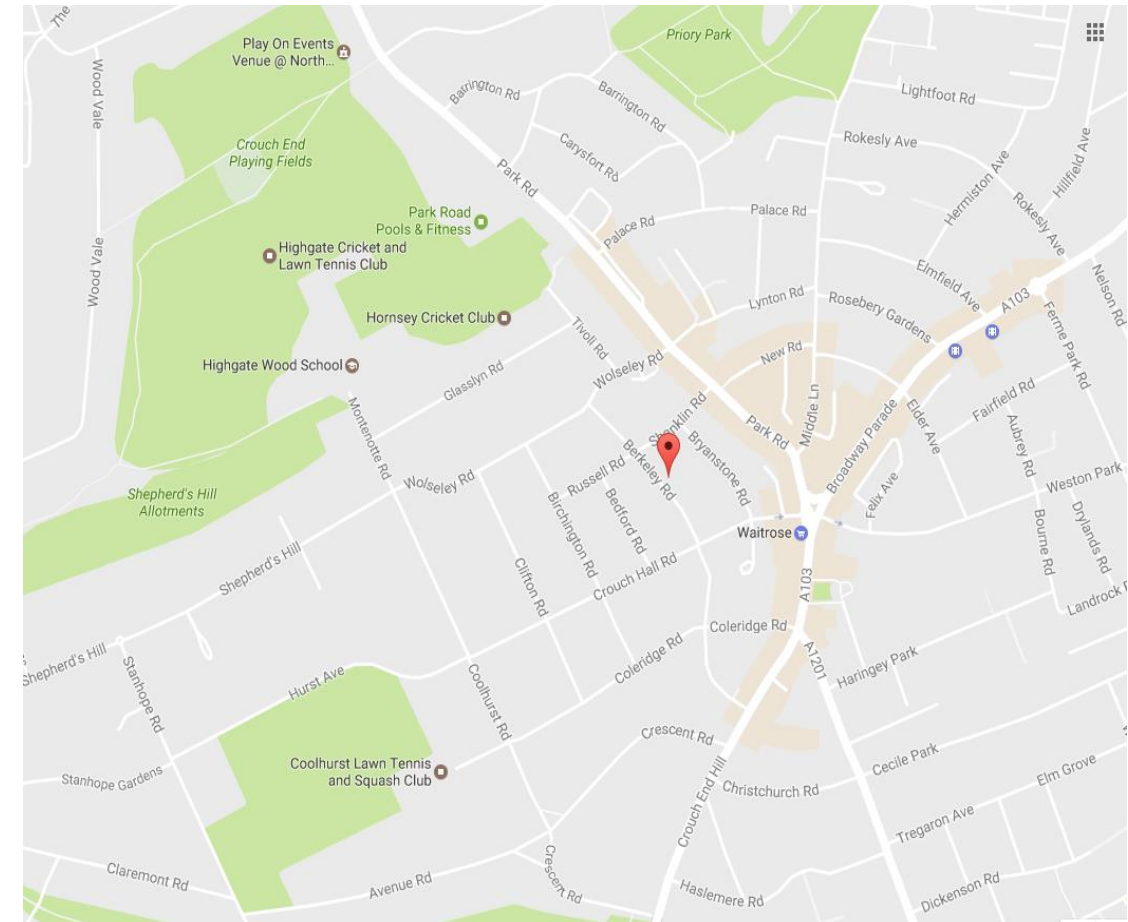 The
Play On Events
Venue @ North...
Priory Park
Wood Vale
Barrington Rd
Barrington Rd
Lightfoot Rd
Crouch End
Playing Fields
Carysfort Rd
Rokesly Ave
Hermiston Ave
Hillfield Ave
Park Rd
Rokesly Ave
Park Road
Pools & Fitness
Palace Rd
Palace Rd
Highgate Cricket and
Lawn Tennis Club
Wood Vale
Elmfield Ave
Nelson Rd
Lynton Rd
Rosebery Gardens
A103
Hornsey Cricket Club
Tivoli Rd
Ferme Park Rd
Highgate Wood School
Glasslyn Rd
Wolseley Rd
New Rd
Montenotte Rd
Shanklin Rd
Middle Ln
Elder Ave
Fairfield Rd
Park Rd
Broadway Parade
Aubrey Rd
Berkeley Rd
Bryanstone Rd
Russell Rd
Wolseley Rd
Weston Park
Shepherd's Hill
Allotments
Birchington Rd
Bedford Rd
Felix Ave
Bourne Rd
Drylands Rd
Waitrose
Shepherd's Hill
Clifton Rd
Crouch Hall Rd
A103
Landrock
Coleridge Rd
Shepherd's Hill
Stanhope Rd
Coleridge Rd
A1201
Haringey Park
Hurst Ave
Coolhurst Rd
Crescent Rd
Coolhurst Lawn Tennis
and Squash Club
Stanhope Gardens
Cecile Park
Elm Grove
Christchurch Rd
Crouch End Hill
Tregaron Ave
Claremont Rd
Avenue Rd
Crescent Rd
Haslemere Rd
Dickenson Rd